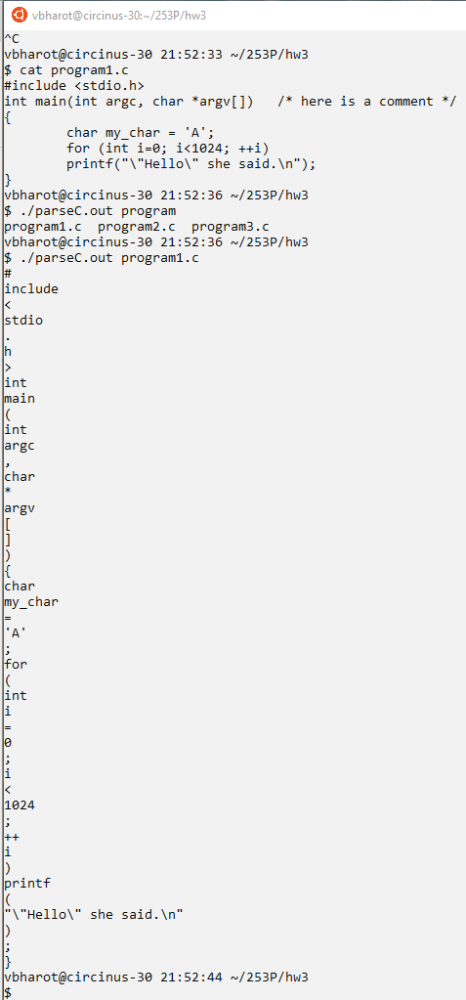 vbharot@circinus-30:~/253P/hw3
^C
vbharot@circinus-30 21:52:33 ~/253P/hw3
$ cat program1.c
#include <stdio.h>
int main(int argc, char *argv[])   /* here is a comment */
{
        char my_char = 'A';
        for (int i=0; i<1024; ++i)
        printf("\"Hello\" she said.\n");
}
vbharot@circinus-30 21:52:36 ~/253P/hw3
$ ./parseC.out program
program1.c  program2.c  program3.c
vbharot@circinus-30 21:52:36 ~/253P/hw3
$ ./parseC.out program1.c
#
include
<
stdio
.
h
>
int
main
(
int
argc
,
char
*
argv
[
]
)
{
char
my_char
=
'A'
;
for
(
int
i
=
0
;
i
<
1024
;
++
i
)
printf
(
"\"Hello\" she said.\n"
)
;
}
vbharot@circinus-30 21:52:44 ~/253P/hw3
$